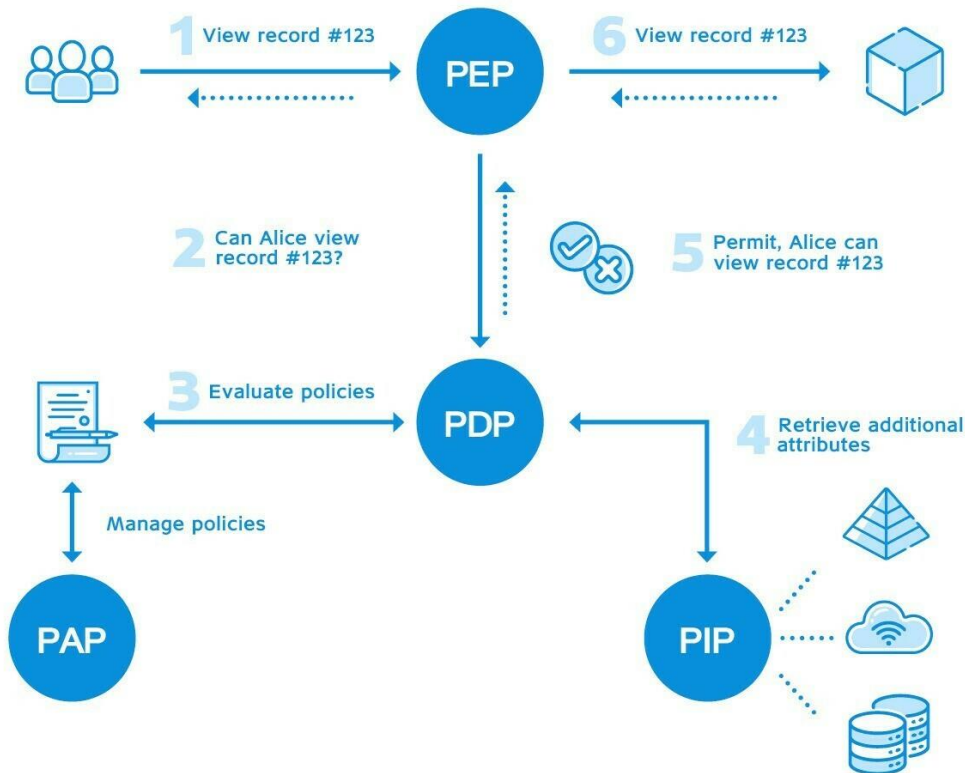 1 View record #123
PEP
6 View record #123
2 Can Alice view
record #123?
5 Permit, Alice can
view record #123
3 Evaluate policies
PDP
4 Retrieve additional
attributes
Manage policies
PAP
PIP